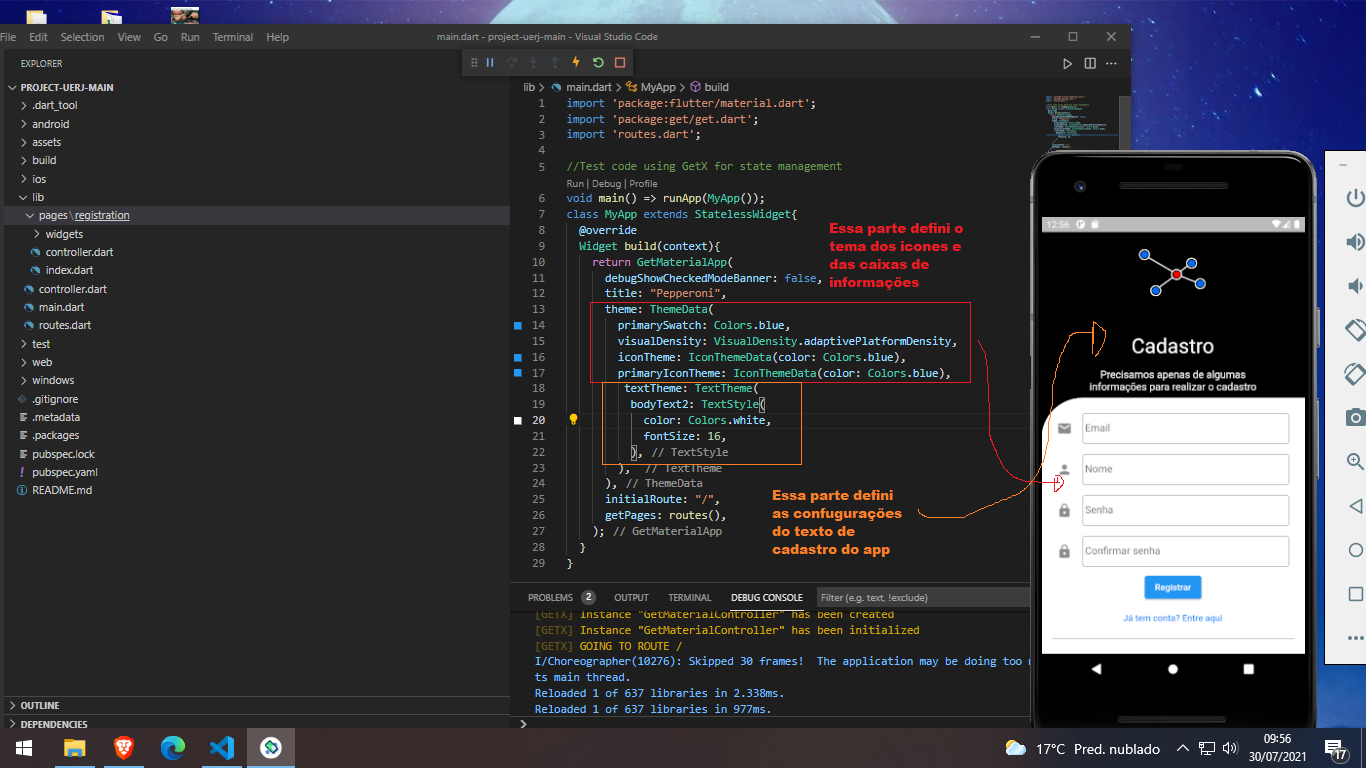 File Edit Selection View Go Run Terminal Help
main.dart - project-uerj-main - Visual Studio Code
EXPLORER
PROJECT-UERJ-MAIN
.dart_tool
android
assets
build
ios
lib
pages\registration
widgets
controller.dart
index.dart
controller.dart
main.dart
routes.dart
test
web
windows
.gitignore
.metadata
.packages
pubspec.lock
pubspec.yaml
README.md
OUTLINE
DEPENDENCIES
lib > main.dart > MyApp > build
1 import 'package:flutter/material.dart';
2 import 'package:get/get.dart';
3 import 'routes.dart';
4
5 //Test code using GetX for state management
Run | Debug | Profile
6 void main() => runApp(MyApp());
7 class MyApp extends StatelessWidget{
8 @override
9 Widget build(context){
10 return GetMaterialApp(
11 debugShowCheckedModeBanner: false,
12 title: "Pepperoni",
13 theme: ThemeData(
14 primarySwatch: Colors.blue,
15 visualDensity: VisualDensity.adaptivePlatformDensity,
16 iconTheme: IconThemeData(color: Colors.blue),
17 primaryIconTheme: IconThemeData(color: Colors.blue),
18 textTheme: TextTheme(
19 bodyText2: TextStyle(
20 color: Colors.white,
21 fontSize: 16,
22 ), // TextStyle
23 ), // TextTheme
24 ), // ThemeData
25 initialRoute: "/",
26 getPages: routes(),
27 ); // GetMaterialApp
28 }
29 }
Essa parte defini o
tema dos icones e
das caixas de
informações
Essa parte defini
as confugurações
do texto de
cadastro do app
PROBLEMS 2 OUTPUT TERMINAL DEBUG CONSOLE Filter (e.g. text, !exclude)
[GETX] Instance "GetMaterialController" has been created
[GETX] Instance "GetMaterialController" has been initialized
[GETX] GOING TO ROUTE /
I/Choreographer(10276): Skipped 30 frames! The application may be doing too
ts main thread.
Reloaded 1 of 637 libraries in 2.338ms.
Reloaded 1 of 637 libraries in 977ms.
12:56
Cadastro
Precisamos apenas de algumas
informações para realizar o cadastro
Email
Nome
Senha
Confirmar senha
Registrar
Já tem conta? Entre aqui
17°C Pred. nublado
09:56
30/07/2021
17